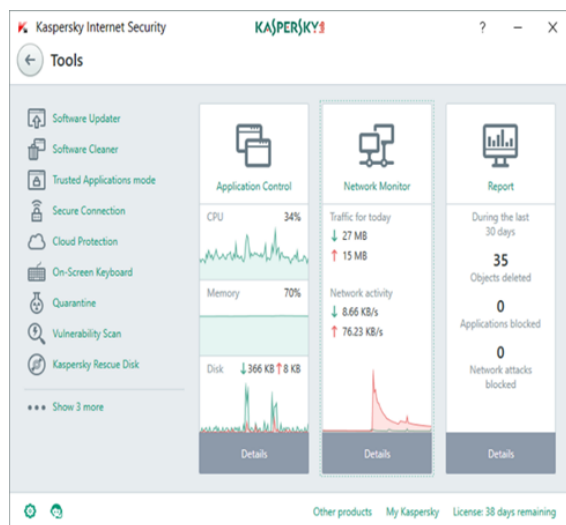 Kaspersky Internet Security
KASPERSKY
? – X
Tools
Software Updater
Software Cleaner
Trusted Applications mode
Secure Connection
Cloud Protection
On-Screen Keyboard
Quarantine
Vulnerability Scan
Kaspersky Rescue Disk
Show 3 more
Application Control
CPU 34%
Memory 70%
Disk ↓366 KB ↑8 KB
Details
Network Monitor
Traffic for today
↓ 27 MB
↑ 15 MB
Network activity
↓ 8.66 KB/s
↑ 76.23 KB/s
Details
Report
During the last
30 days
35
Objects deleted
0
Applications blocked
0
Network attacks
blocked
Details
Other products My Kaspersky License: 38 days remaining